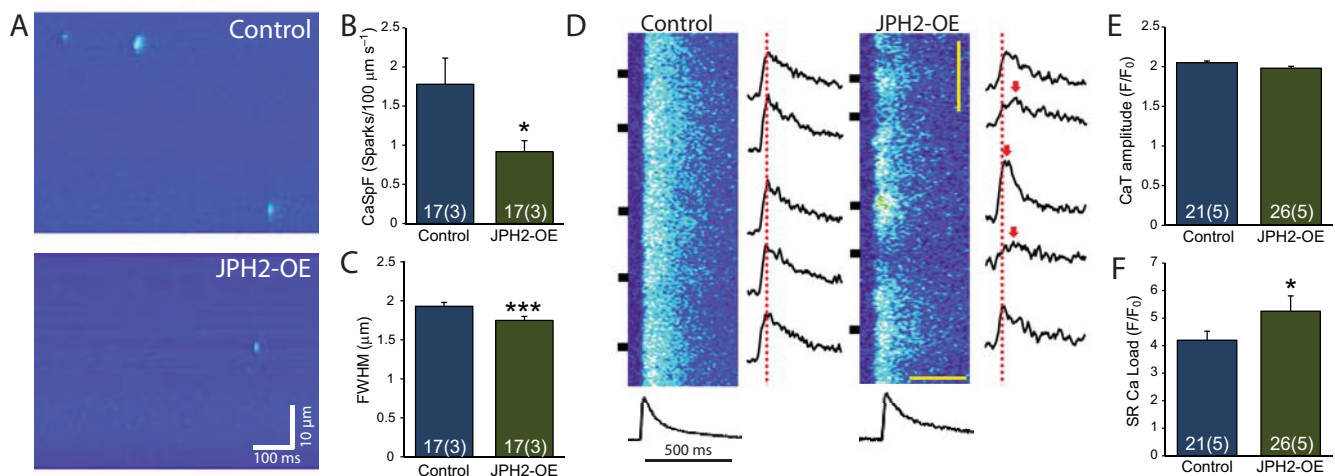 A
Control
JPH2-OE
10 μm
100 ms
B
CaSpF (Sparks/100 μm s⁻¹)
2.5
2
1.5
1
0.5
0
*
17(3)
17(3)
Control
JPH2-OE
C
FWHM (μm)
2.5
2
1.5
1
0.5
0
***
17(3)
17(3)
Control
JPH2-OE
D
Control
JPH2-OE
500 ms
E
CaT amplitude (F/F₀)
2.5
2
1.5
1
0.5
0
21(5)
26(5)
Control
JPH2-OE
F
SR Ca Load (F/F₀)
7
6
5
4
3
2
1
0
*
21(5)
26(5)
Control
JPH2-OE